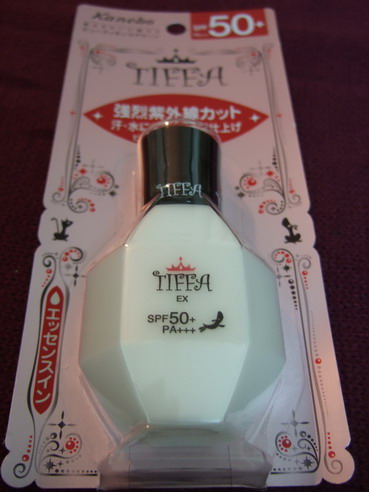 Kanebo
SPF50+
TIFFA
強烈紫外線カット
汗・水に
仕上げ
TIFFA
TIFFA
EX
SPF50+
PA+++
エッセンスイン